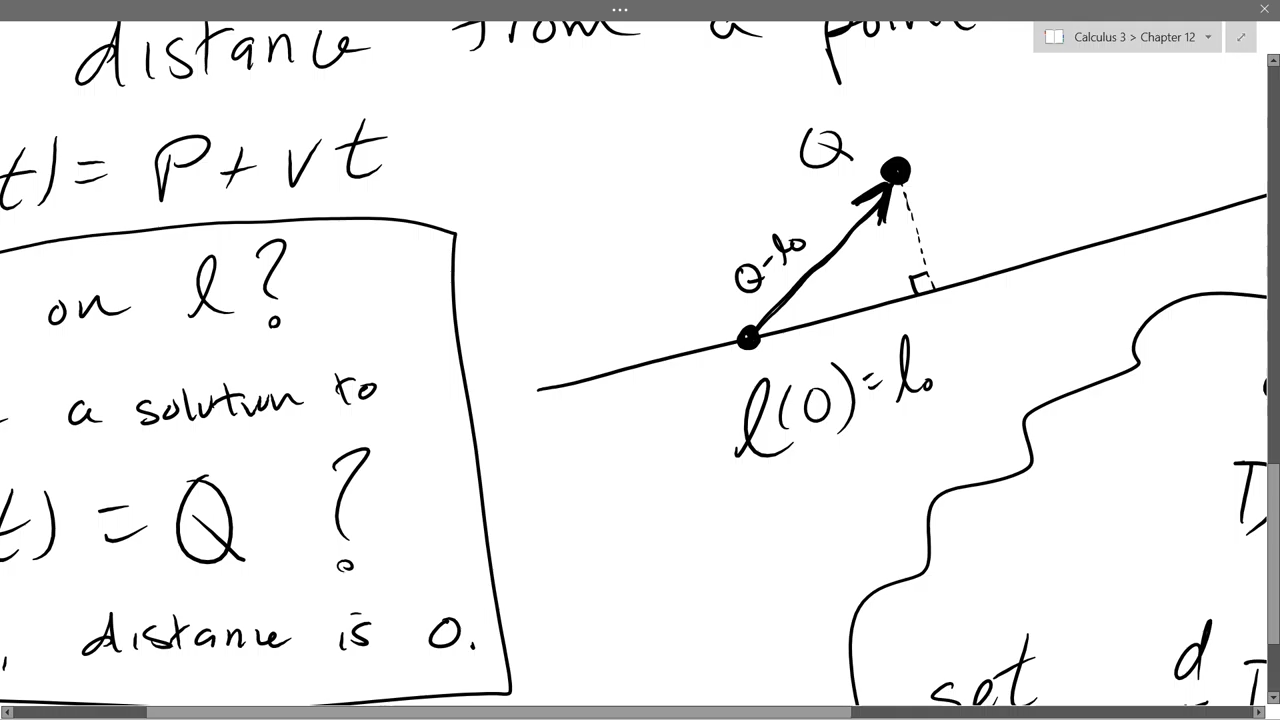 distance from a point
Calculus 3 > Chapter 12
t) = P + vt
Q
Q-l₀
on l?
l(0) = l₀
a solution to
t) = Q ?
distance is 0.
set d